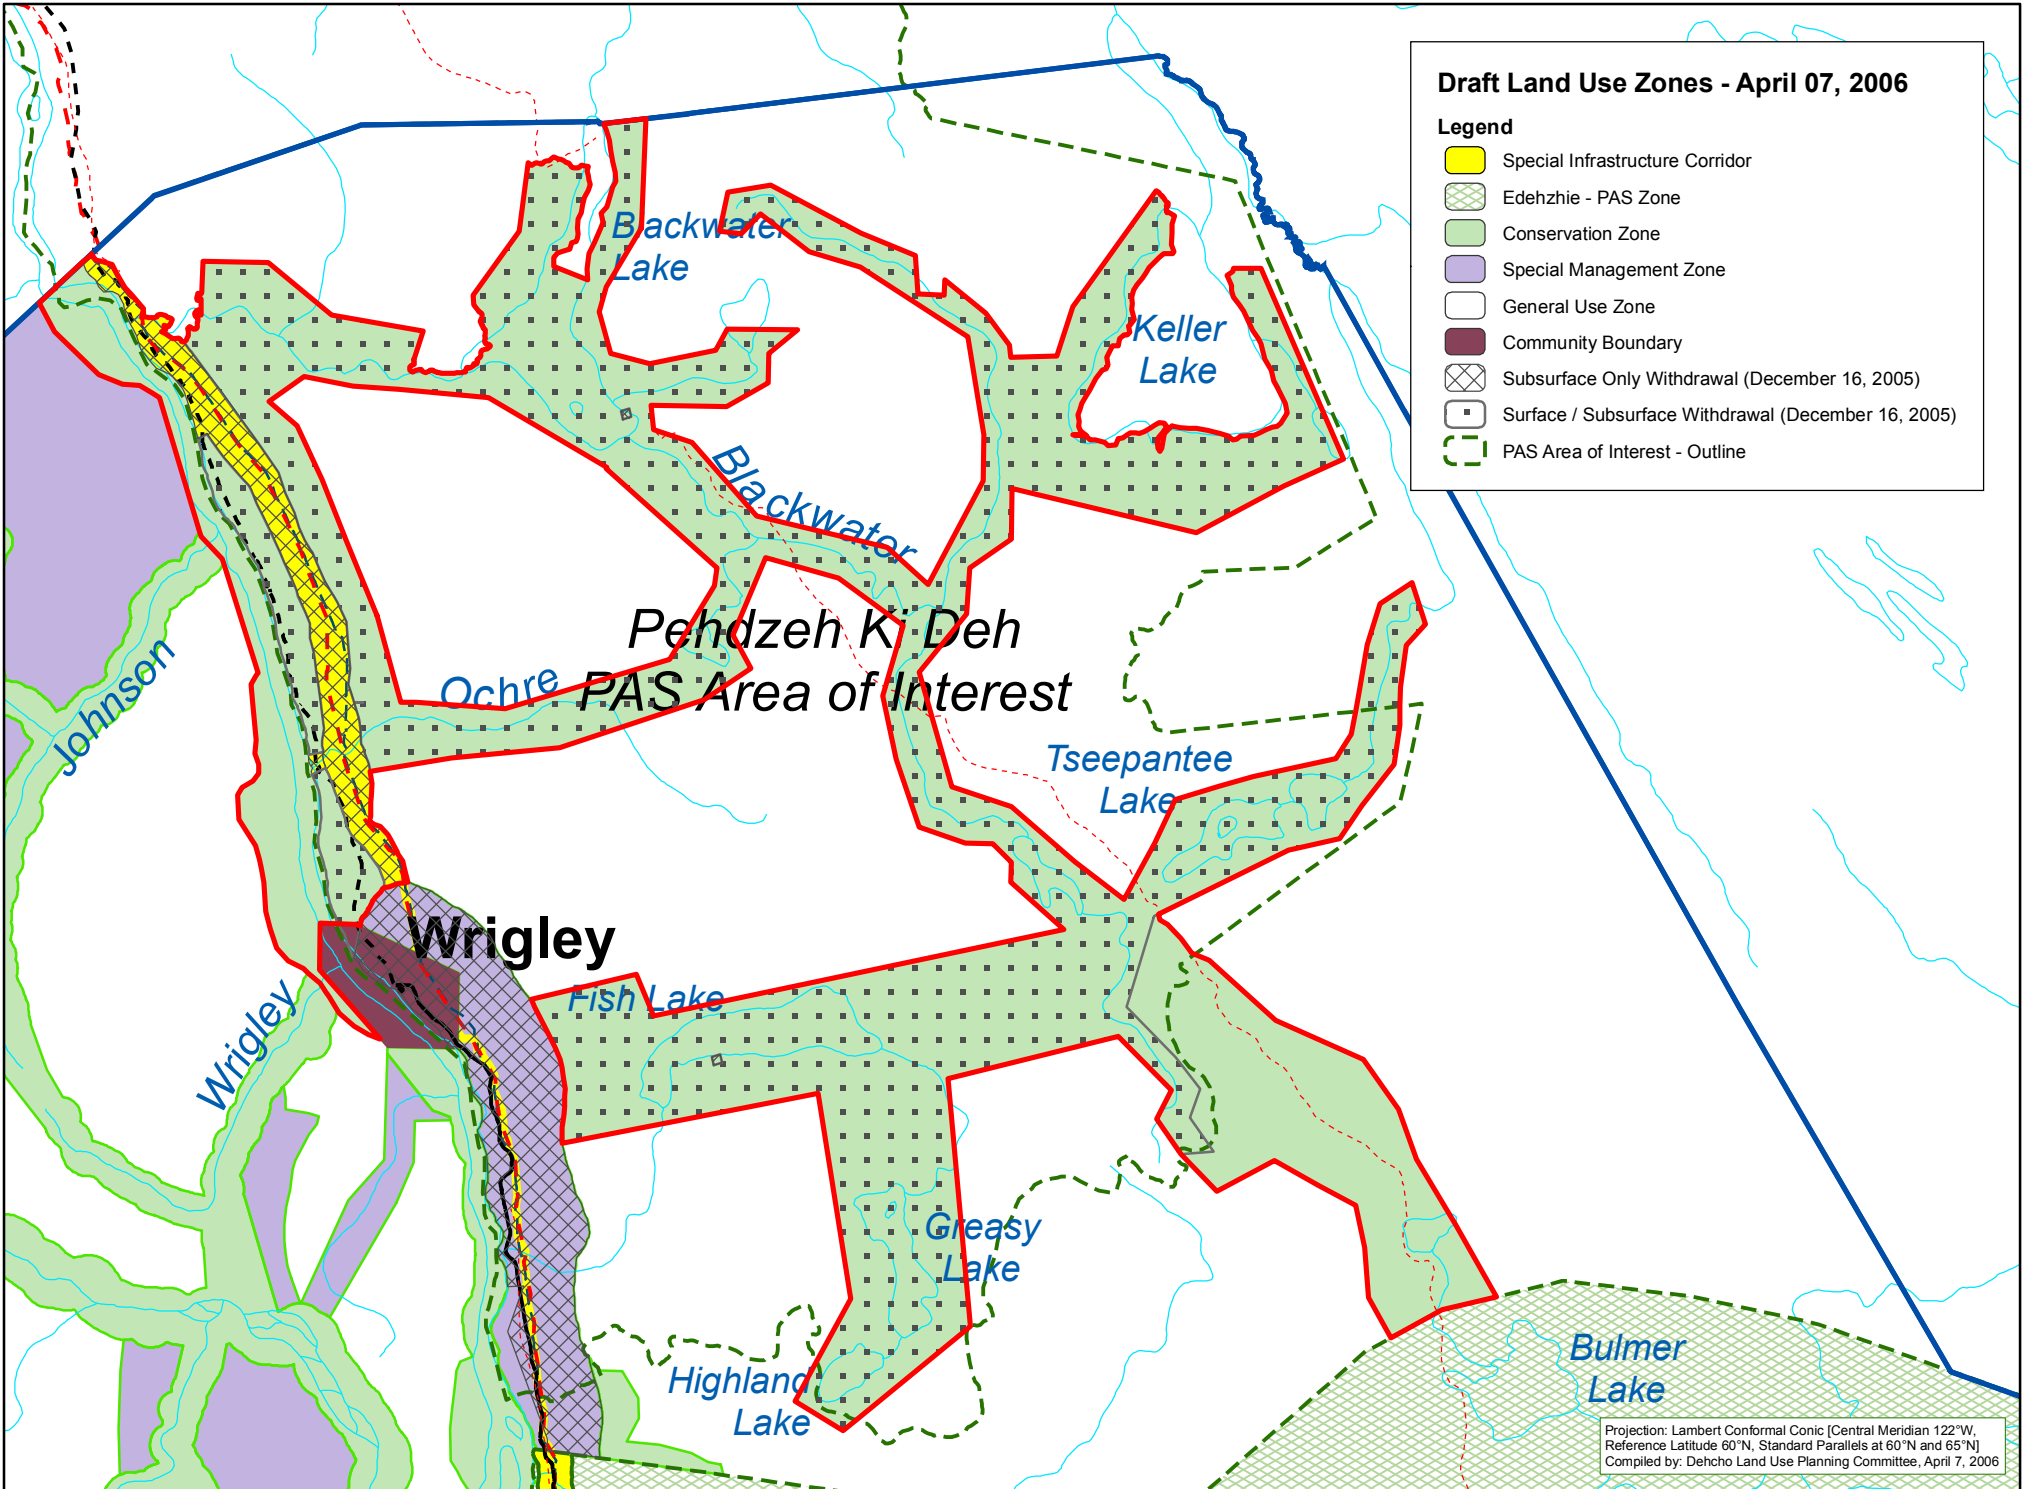 Draft Land Use Zones - April 07, 2006
Legend
Special Infrastructure Corridor
Edehzhie - PAS Zone
Conservation Zone
Special Management Zone
General Use Zone
Community Boundary
Subsurface Only Withdrawal (December 16, 2005)
Surface / Subsurface Withdrawal (December 16, 2005)
PAS Area of Interest - Outline
Blackwater
Lake
Keller
Lake
Blackwater
Pehdzeh Ki Deh
PAS Area of Interest
Ochre
Johnson
Tseepantee
Lake
Wrigley
Fish Lake
Wrigley
Greasy
Lake
Highland
Lake
Bulmer
Lake
Projection: Lambert Conformal Conic [Central Meridian 122°W,
Reference Latitude 60°N, Standard Parallels at 60°N and 65°N]
Compiled by: Dehcho Land Use Planning Committee, April 7, 2006